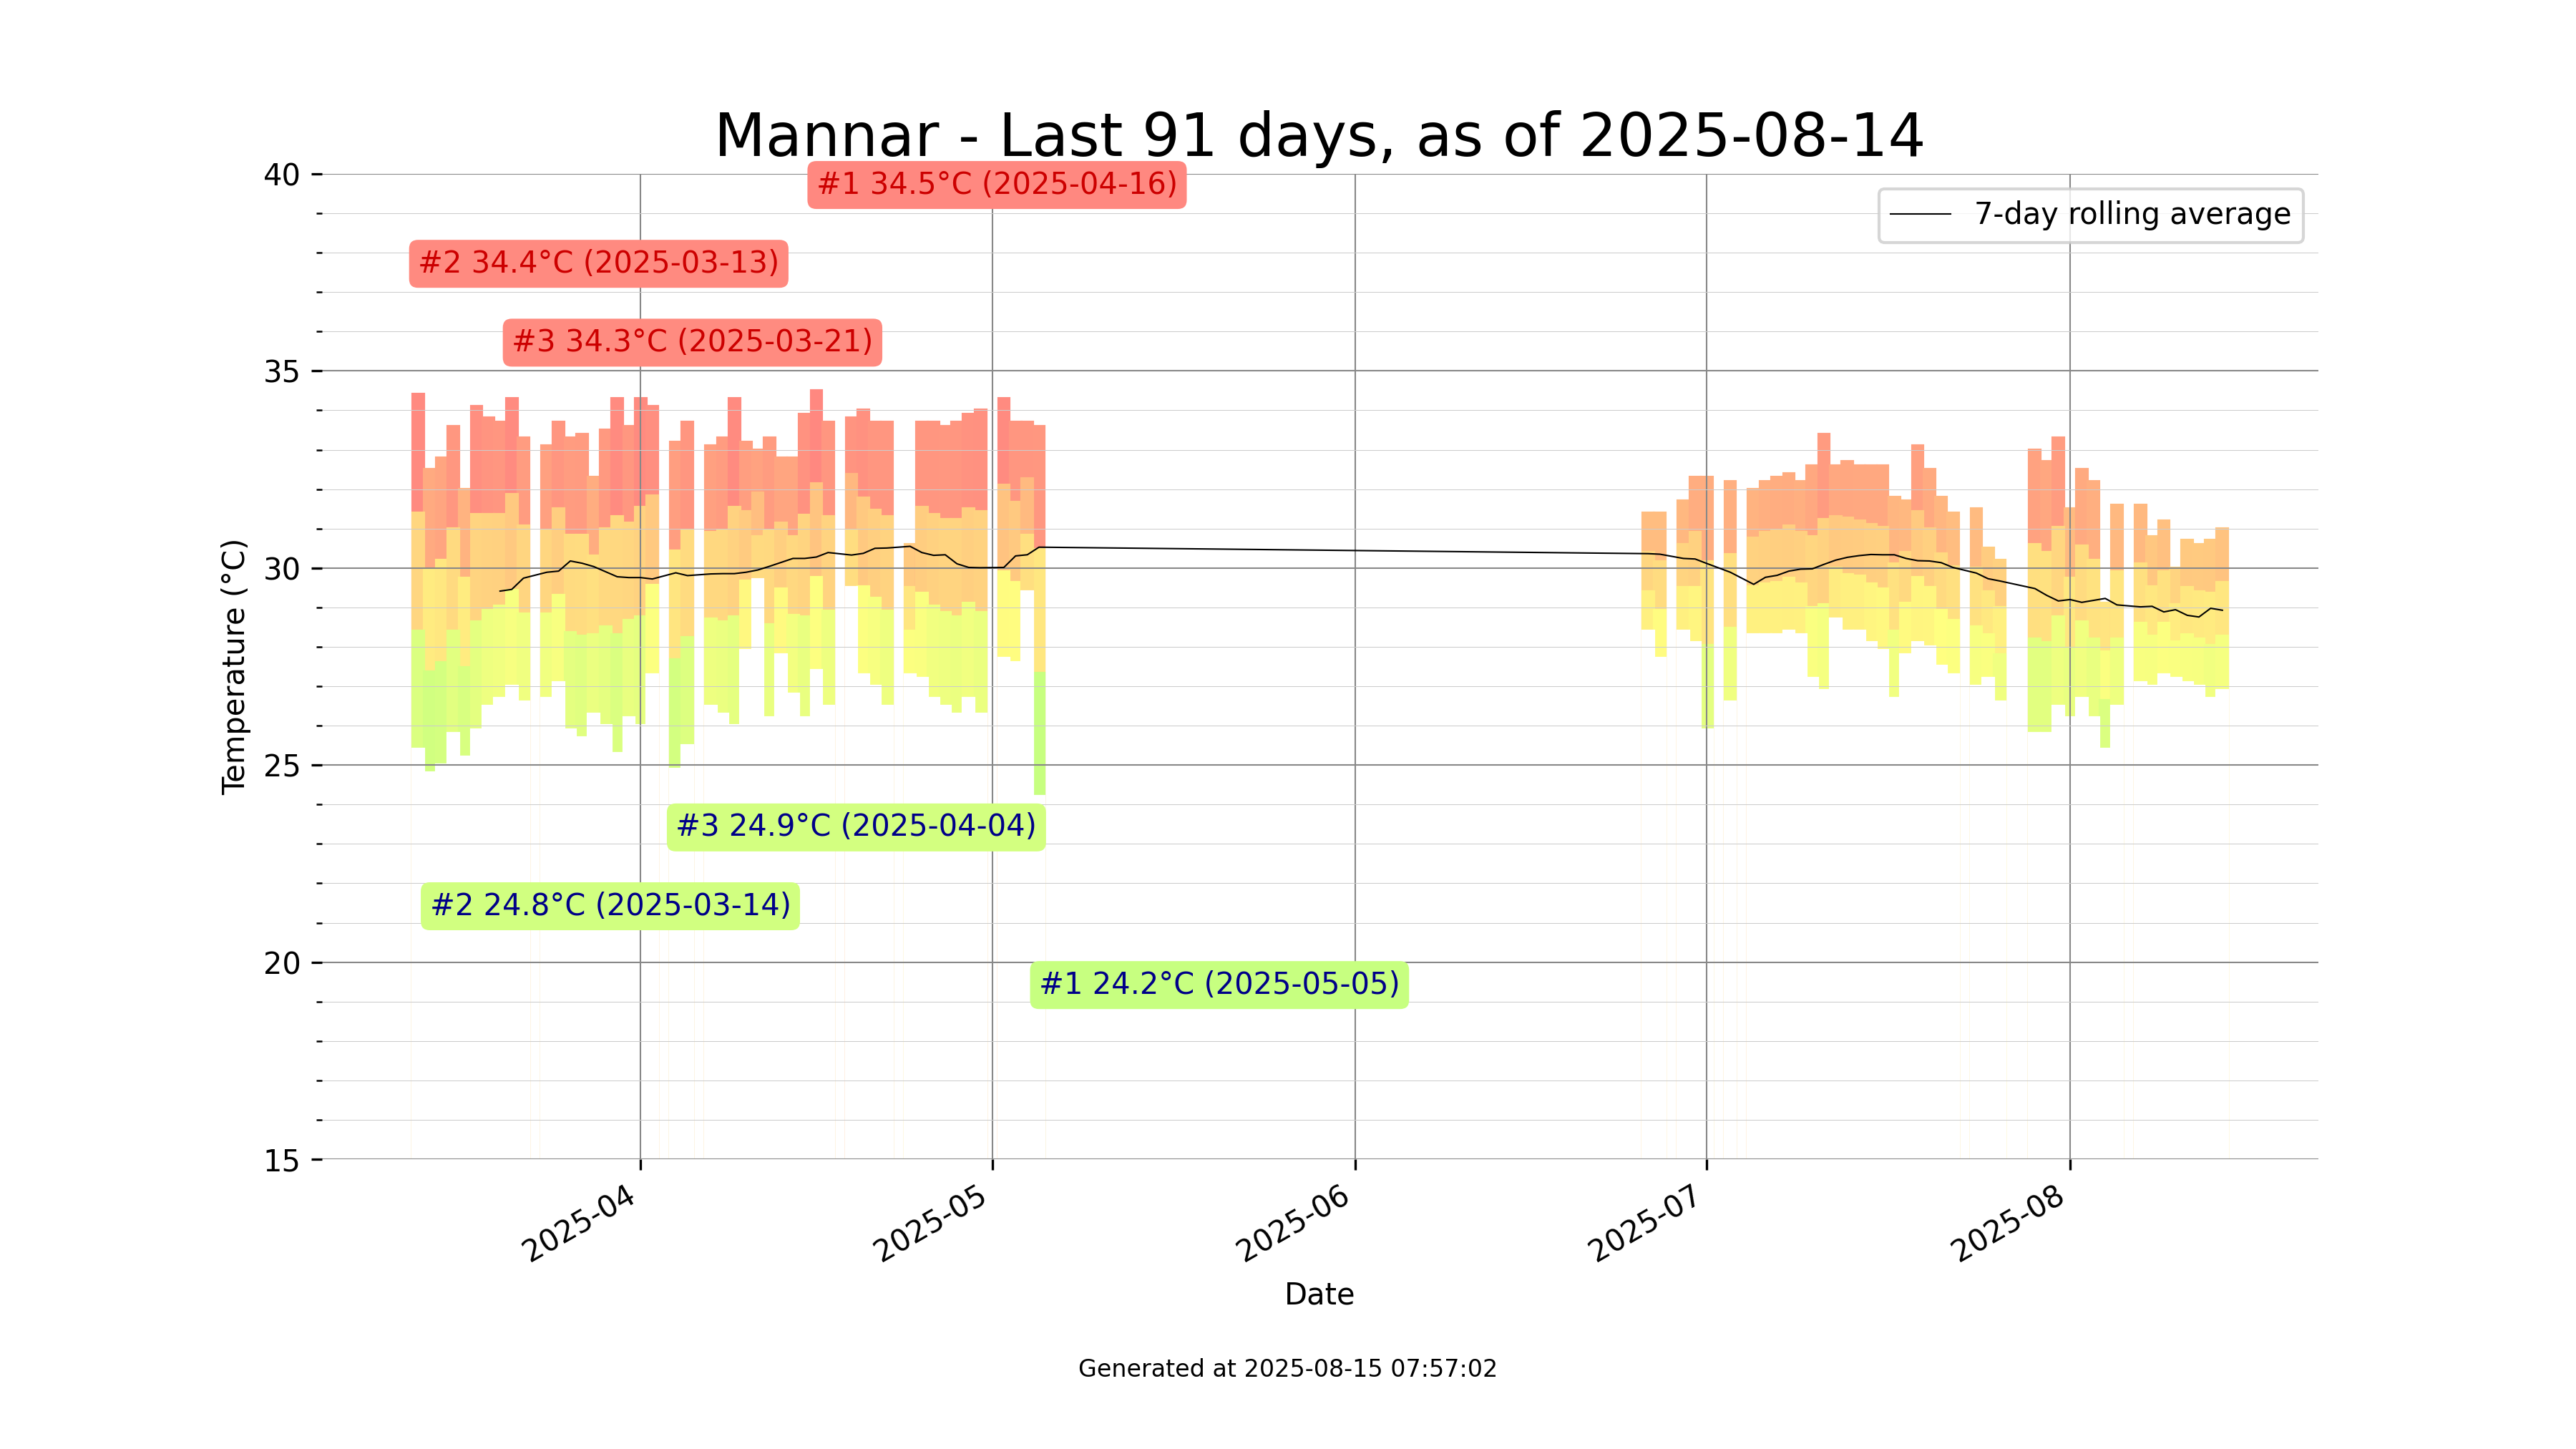 Mannar - Last 91 days, as of 2025-08-14
40
#1 34.5°C (2025-04-16)
7-day rolling average
#2 34.4°C (2025-03-13)
#3 34.3°C (2025-03-21)
35
30
Temperature (°C)
25
#3 24.9°C (2025-04-04)
#2 24.8°C (2025-03-14)
20
#1 24.2°C (2025-05-05)
15
2025-04
2025-05
2025-06
2025-07
2025-08
Date
Generated at 2025-08-15 07:57:02